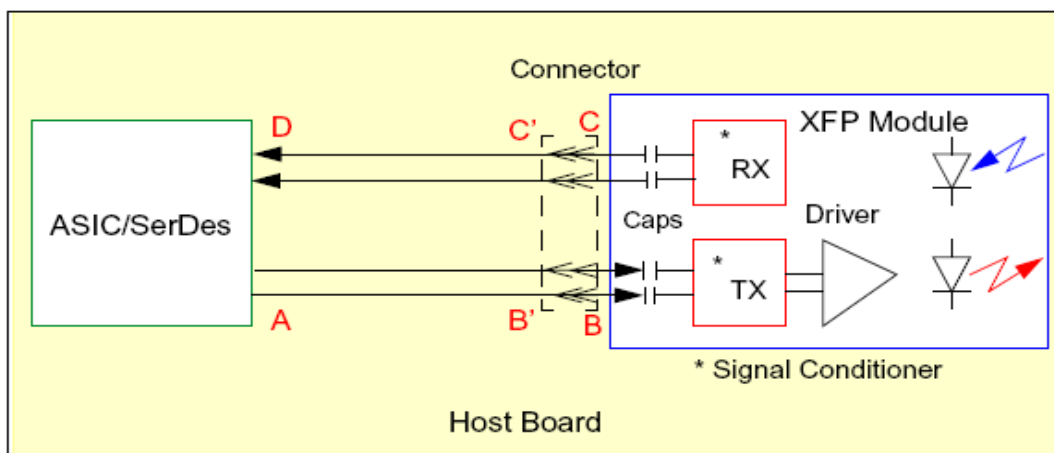 Connector
XFP Module
D
C'
C
*
RX
ASIC/SerDes
Caps
Driver
*
TX
A
B'
B
* Signal Conditioner
Host Board